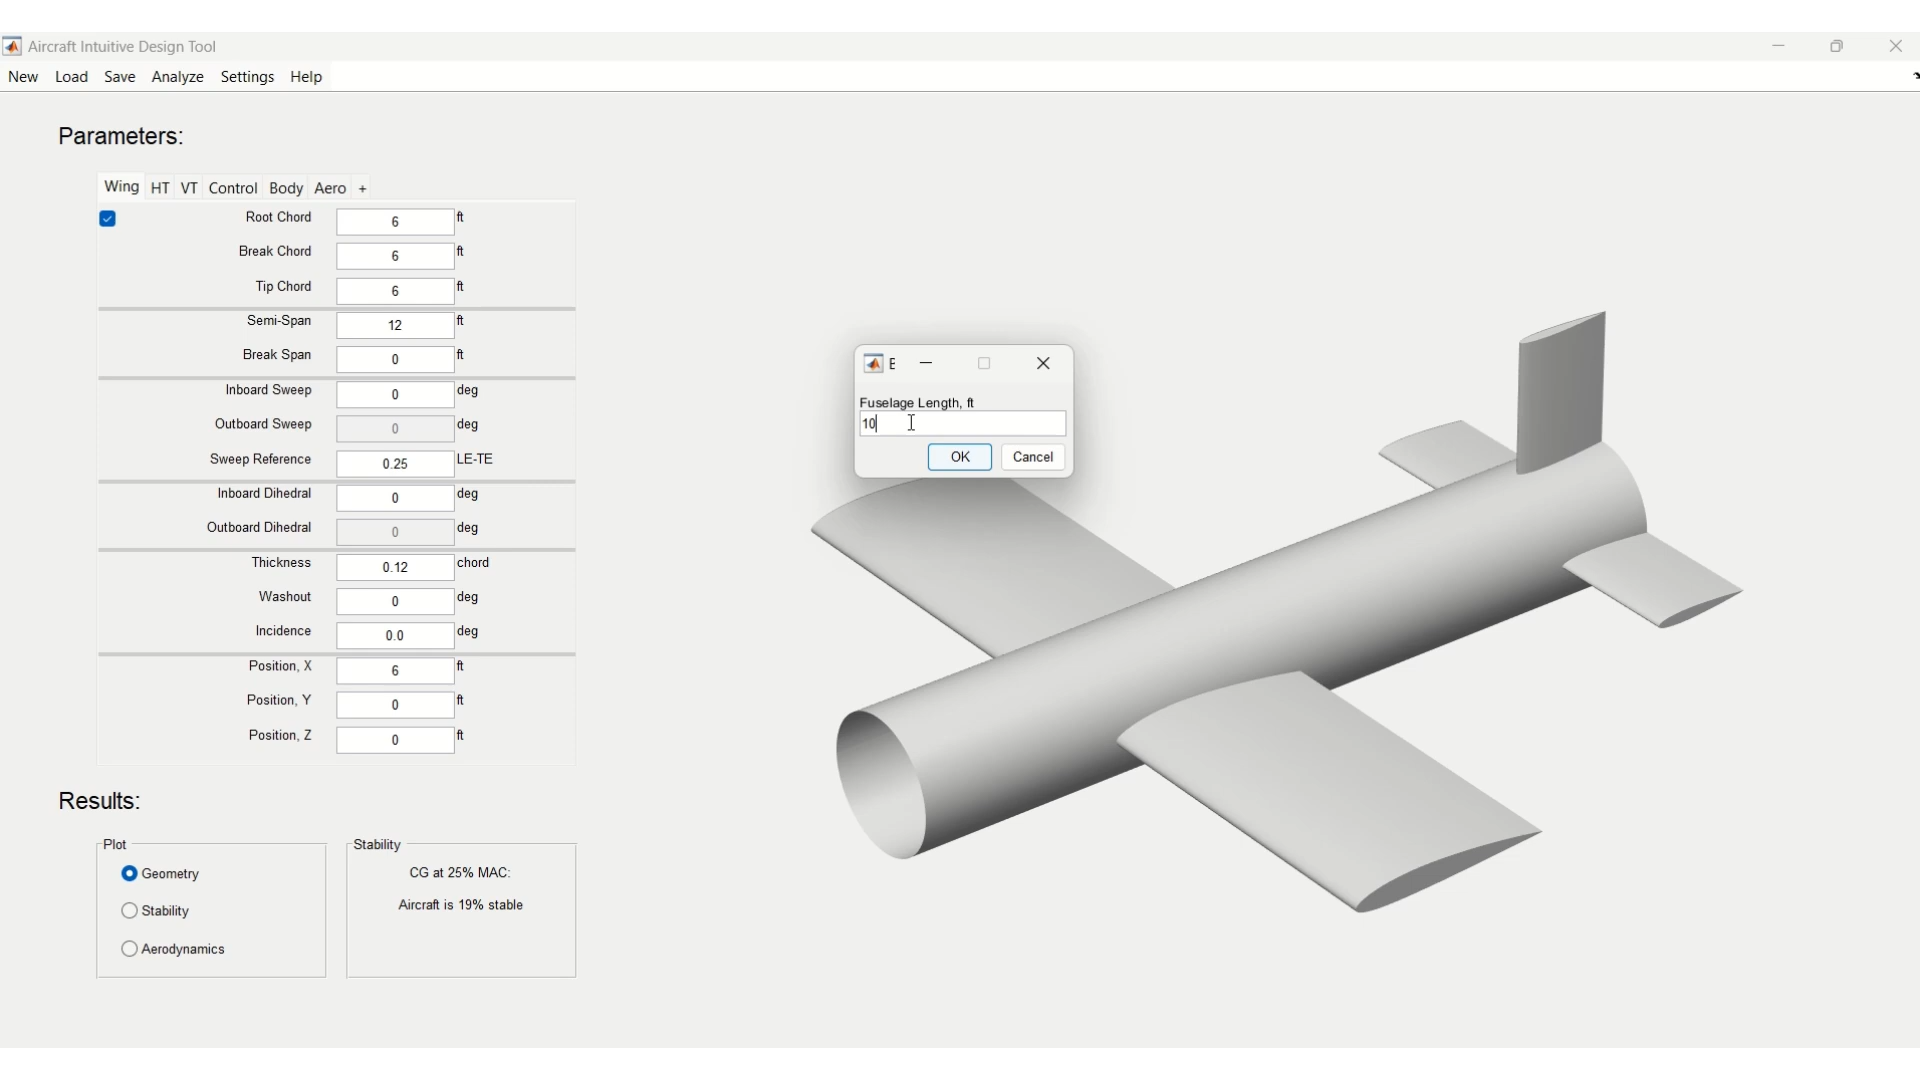 Aircraft Intuitive Design Tool
New Load Save Analyze Settings Help
Parameters:
Wing HT VT Control Body Aero +
Root Chord 6 ft
Break Chord 6 ft
Tip Chord 6 ft
Semi-Span 12 ft
Break Span 0 ft
Inboard Sweep 0 deg
Outboard Sweep 0 deg
Sweep Reference 0.25 LE-TE
Inboard Dihedral 0 deg
Outboard Dihedral 0 deg
Thickness 0.12 chord
Washout 0 deg
Incidence 0.0 deg
Position, X 6 ft
Position, Y 0 ft
Position, Z 0 ft
Results:
Plot
Geometry
Stability
Aerodynamics
Stability
CG at 25% MAC:
Aircraft is 19% stable
Fuselage Length, ft
10
OK Cancel